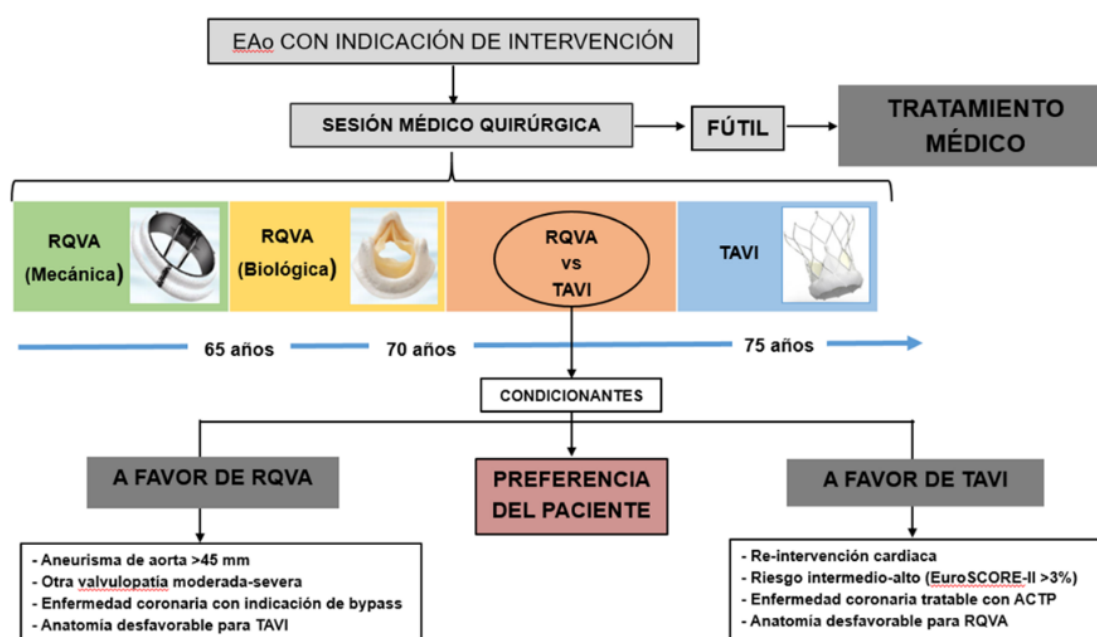 EAo CON INDICACIÓN DE INTERVENCIÓN
SESIÓN MÉDICO QUIRÚRGICA
FÚTIL
TRATAMIENTO
MÉDICO
RQVA
(Mecánica)
RQVA
(Biológica)
RQVA
vs
TAVI
TAVI
65 años
70 años
75 años
CONDICIONANTES
A FAVOR DE RQVA
PREFERENCIA
DEL PACIENTE
A FAVOR DE TAVI
- Aneurisma de aorta >45 mm
- Otra valvulopatía moderada-severa
- Enfermedad coronaria con indicación de bypass
- Anatomía desfavorable para TAVI
- Re-intervención cardiaca
- Riesgo intermedio-alto (EuroSCORE-II >3%)
- Enfermedad coronaria tratable con ACTP
- Anatomía desfavorable para RQVA